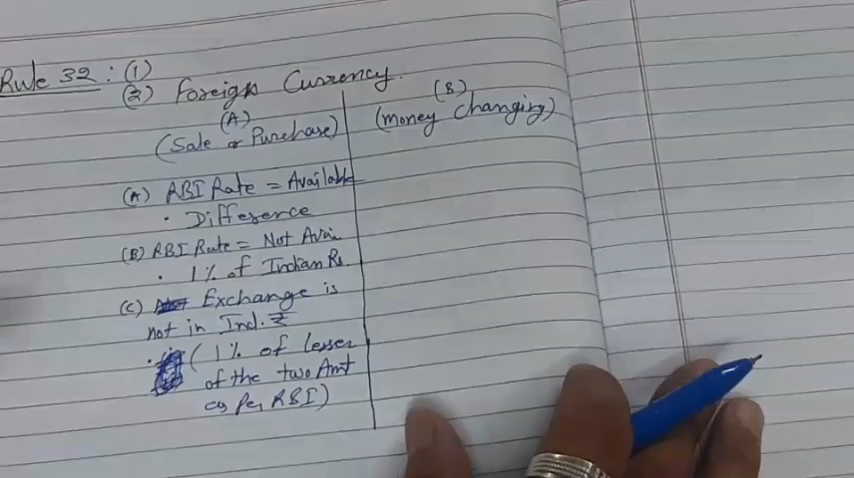 Rule 32 : (1)
(2) Foreign Currency.
(A)
(Sale or Purchase)
(B)
(money changing)
(A) RBI Rate = Available
· Difference
(B) RBI Rate = Not Avai.
· 1% of Indian Rs.
(C) Exchange is
not in Ind. ₹
· (1% of lesser
of the two Amt
as Per RBI)